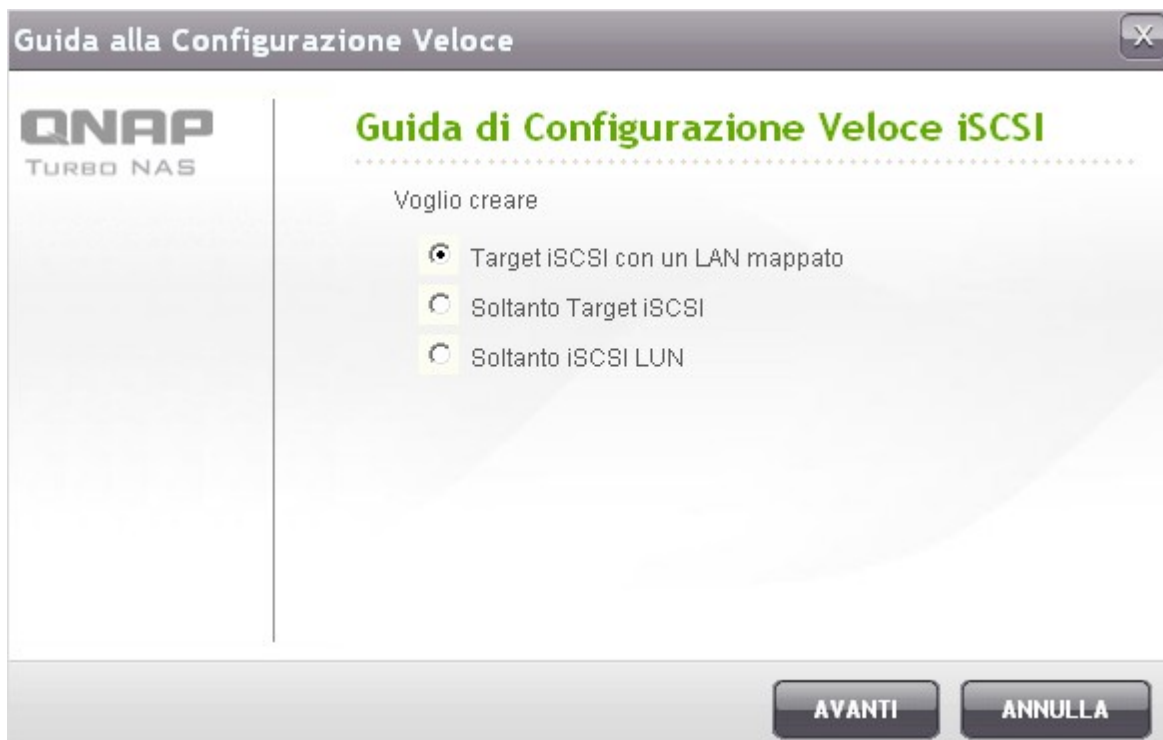 Guida alla Configurazione Veloce
X
QNAP
TURBO NAS
Guida di Configurazione Veloce iSCSI
Voglio creare
Target iSCSI con un LAN mappato
Soltanto Target iSCSI
Soltanto iSCSI LUN
AVANTI
ANNULLA